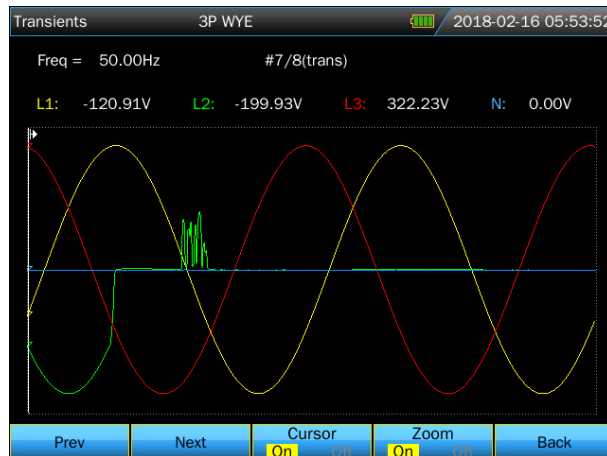 Transients 3P WYE 2018-02-16 05:53:52
Freq = 50.00Hz #7/8(trans)
L1: -120.91V L2: -199.93V L3: 322.23V N: 0.00V
Prev Next Cursor On Off Zoom On Off Back